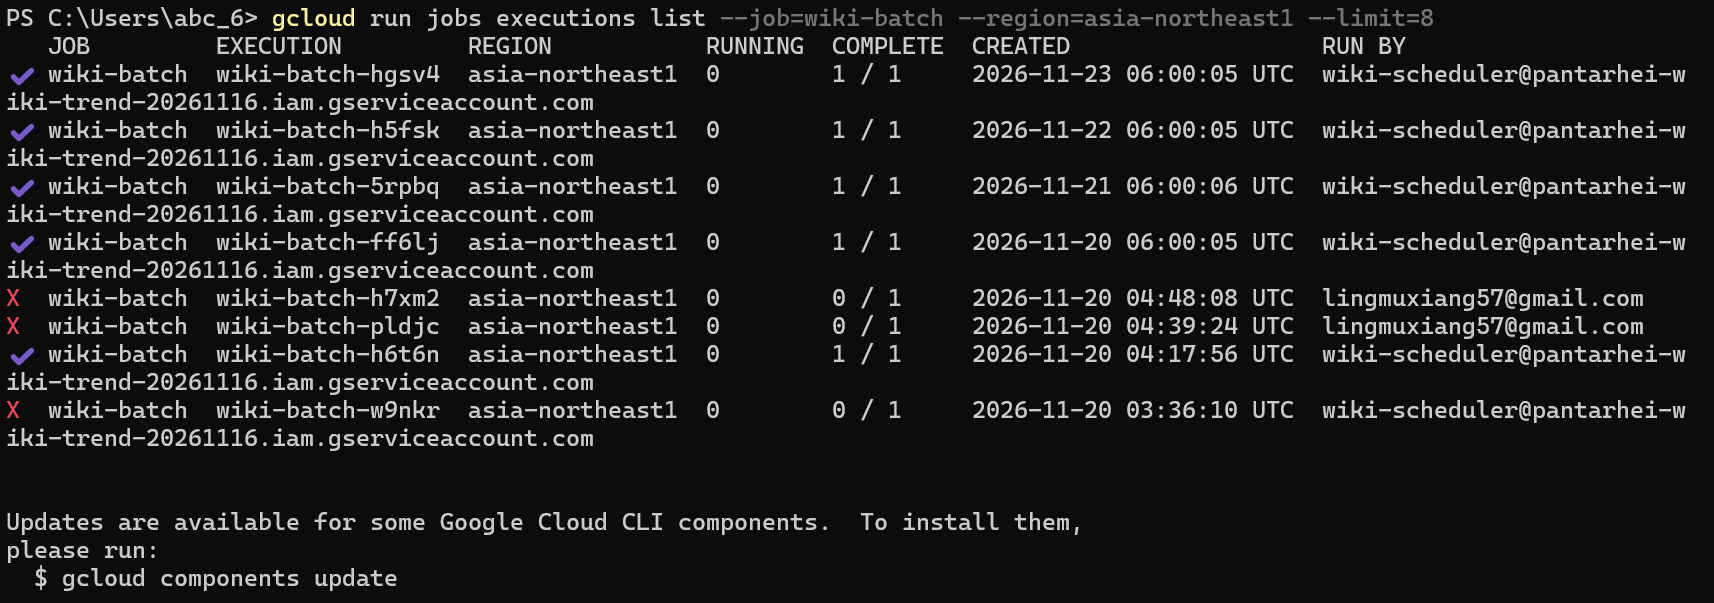 PS C:\Users\abc_6> gcloud run jobs executions list --job=wiki-batch --region=asia-northeast1 --limit=8
   JOB         EXECUTION         REGION           RUNNING  COMPLETE  CREATED                  RUN BY
✔  wiki-batch  wiki-batch-hgsv4  asia-northeast1  0        1 / 1     2026-11-23 06:00:05 UTC  wiki-scheduler@pantarhei-w
iki-trend-20261116.iam.gserviceaccount.com
✔  wiki-batch  wiki-batch-h5fsk  asia-northeast1  0        1 / 1     2026-11-22 06:00:05 UTC  wiki-scheduler@pantarhei-w
iki-trend-20261116.iam.gserviceaccount.com
✔  wiki-batch  wiki-batch-5rpbq  asia-northeast1  0        1 / 1     2026-11-21 06:00:06 UTC  wiki-scheduler@pantarhei-w
iki-trend-20261116.iam.gserviceaccount.com
✔  wiki-batch  wiki-batch-ff6lj  asia-northeast1  0        1 / 1     2026-11-20 06:00:05 UTC  wiki-scheduler@pantarhei-w
iki-trend-20261116.iam.gserviceaccount.com
X  wiki-batch  wiki-batch-h7xm2  asia-northeast1  0        0 / 1     2026-11-20 04:48:08 UTC  lingmuxiang57@gmail.com
X  wiki-batch  wiki-batch-pldjc  asia-northeast1  0        0 / 1     2026-11-20 04:39:24 UTC  lingmuxiang57@gmail.com
✔  wiki-batch  wiki-batch-h6t6n  asia-northeast1  0        1 / 1     2026-11-20 04:17:56 UTC  wiki-scheduler@pantarhei-w
iki-trend-20261116.iam.gserviceaccount.com
X  wiki-batch  wiki-batch-w9nkr  asia-northeast1  0        0 / 1     2026-11-20 03:36:10 UTC  wiki-scheduler@pantarhei-w
iki-trend-20261116.iam.gserviceaccount.com
Updates are available for some Google Cloud CLI components.  To install them,
please run:
  $ gcloud components update